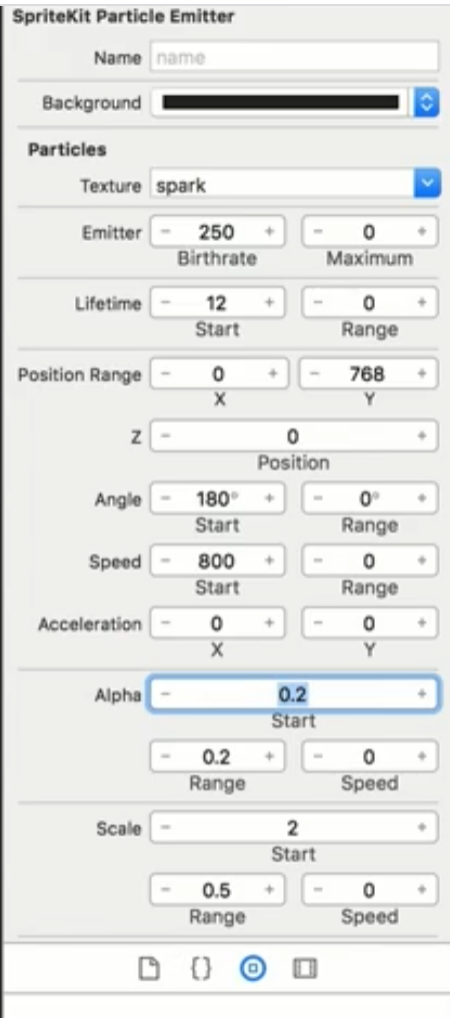 SpriteKit Particle Emitter
Name name
Background
Particles
Texture spark
Emitter - 250 + - 0 +
Birthrate Maximum
Lifetime - 12 + - 0 +
Start Range
Position Range - 0 + - 768 +
X Y
Z - 0 +
Position
Angle - 180° + - 0° +
Start Range
Speed - 800 + - 0 +
Start Range
Acceleration - 0 + - 0 +
X Y
Alpha - 0.2 +
Start
- 0.2 + - 0 +
Range Speed
Scale - 2 +
Start
- 0.5 + - 0 +
Range Speed
{}